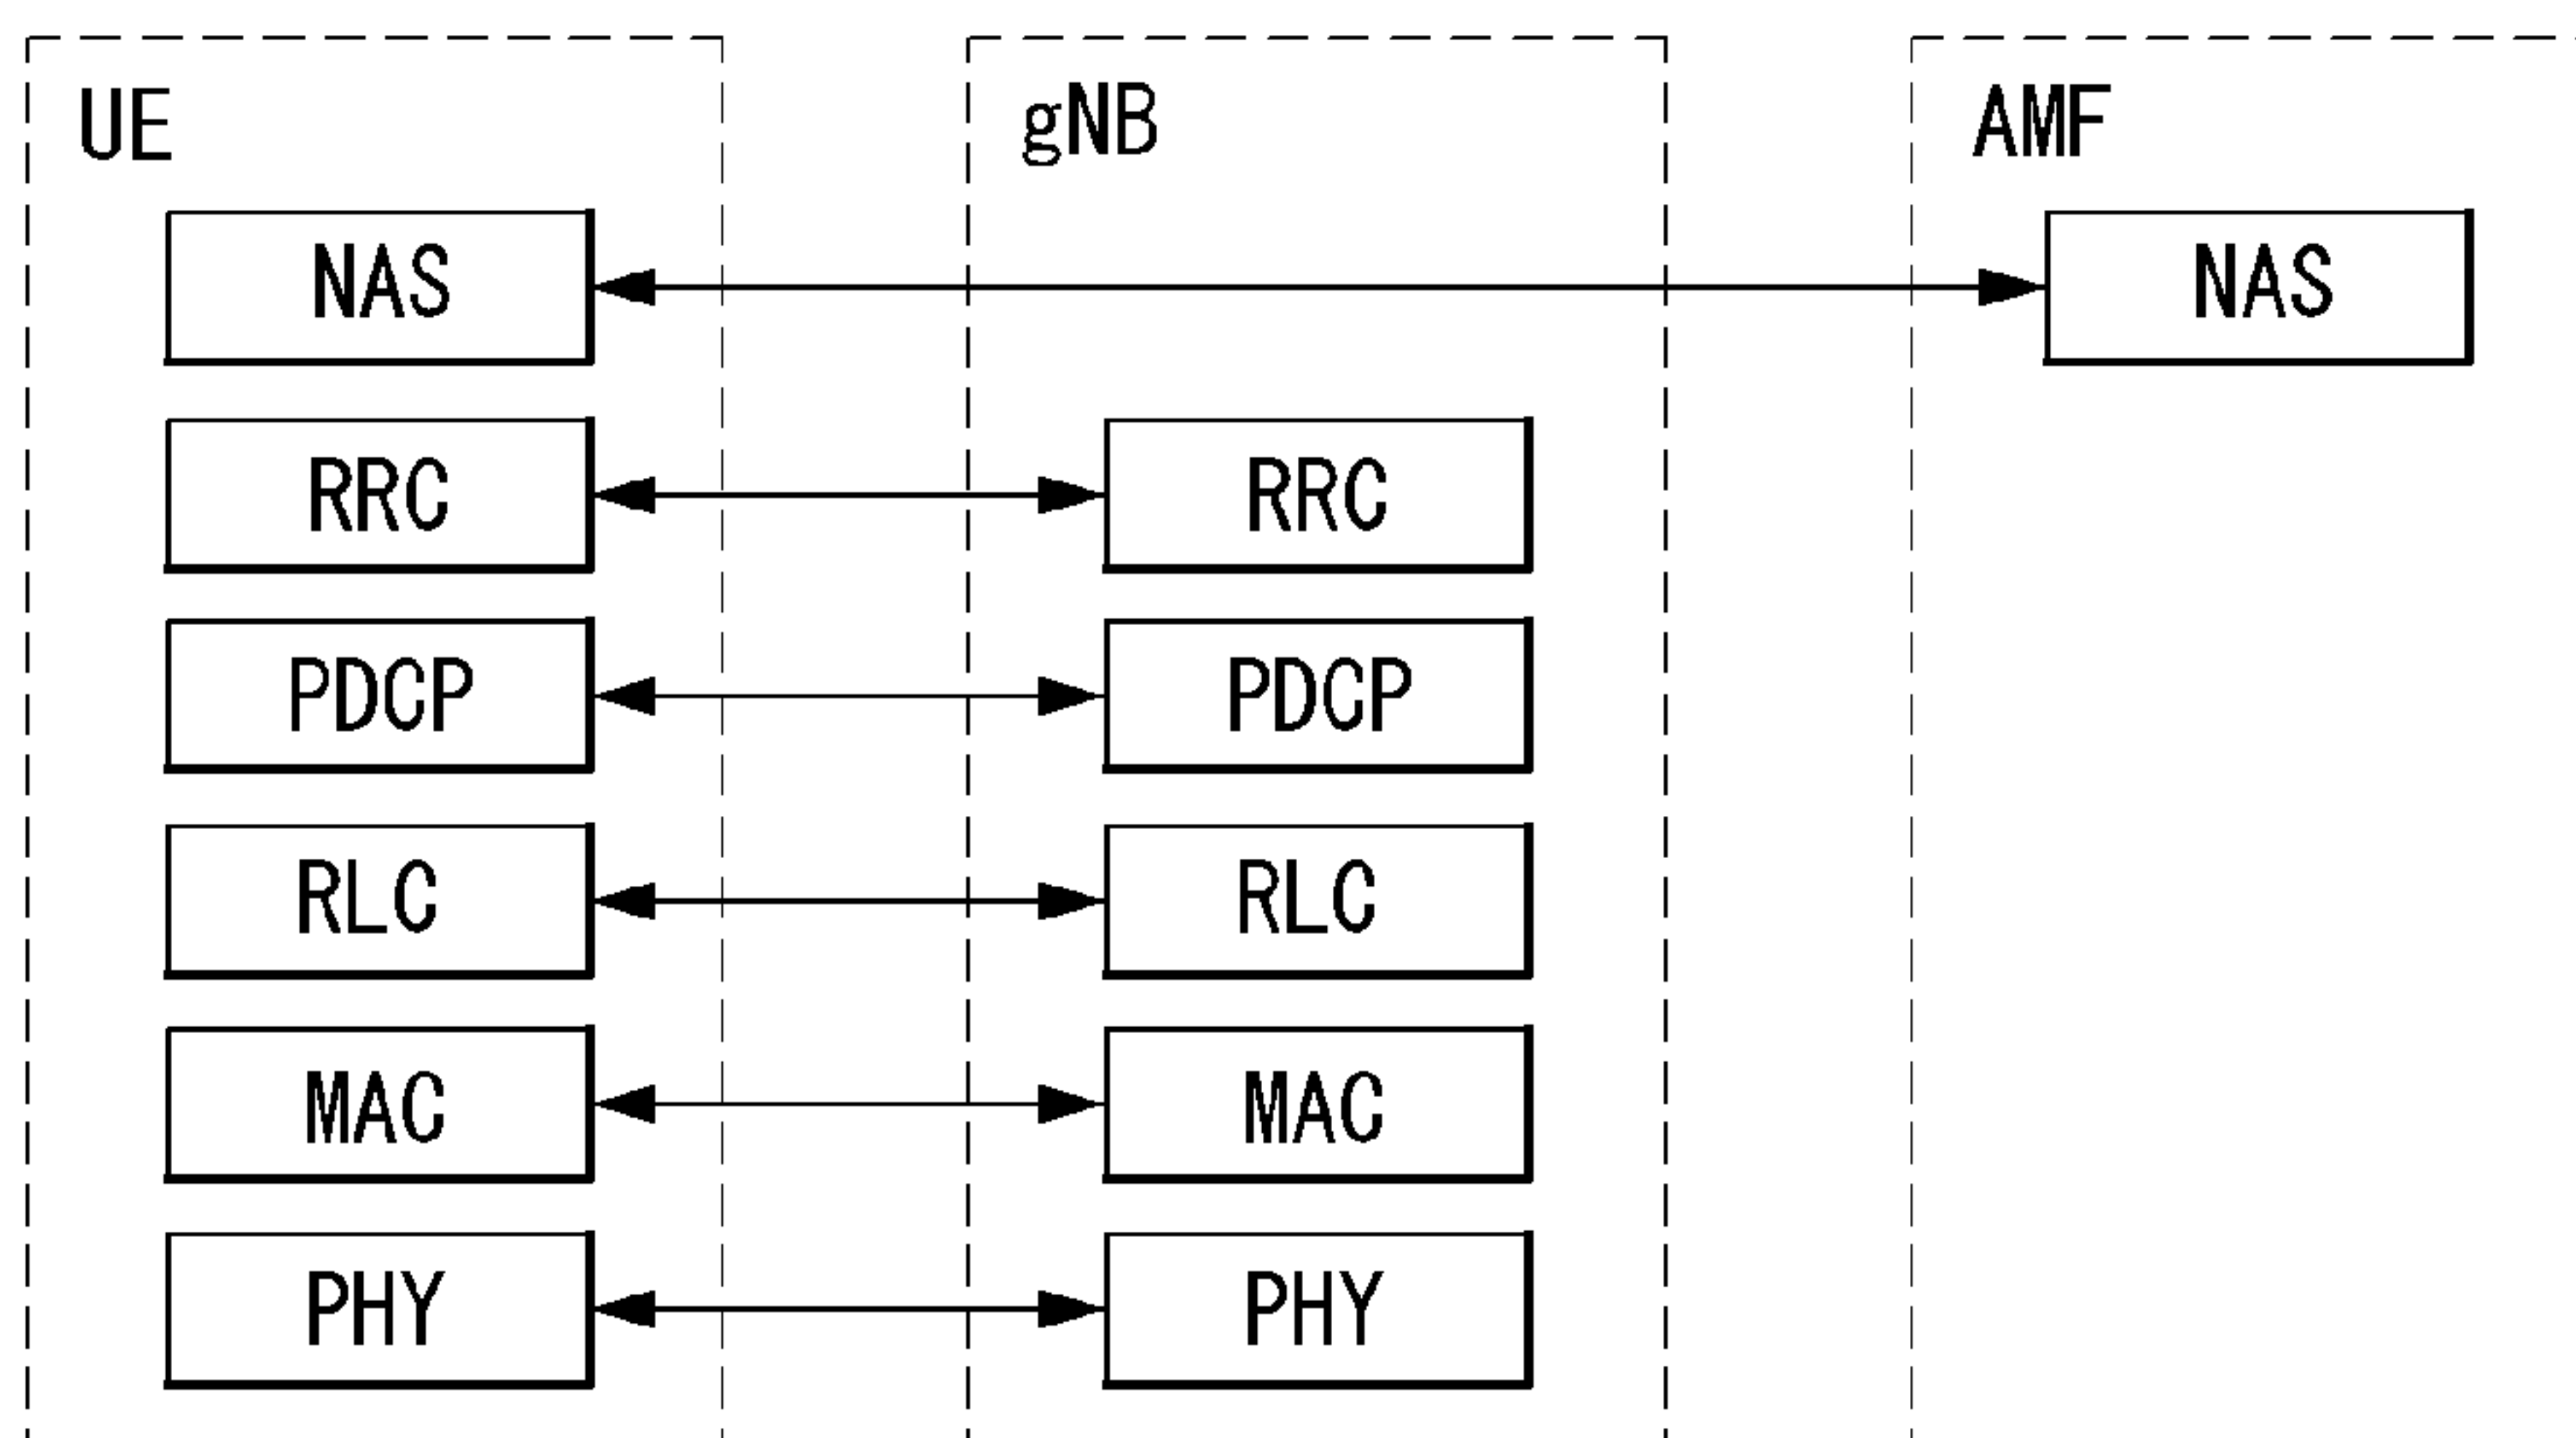 UE gNB AMF
NAS NAS
RRC RRC
PDCP PDCP
RLC RLC
MAC MAC
PHY PHY